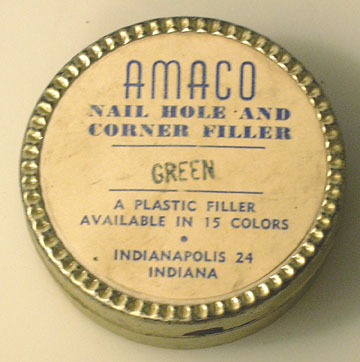 AMACO
NAIL HOLE AND
CORNER FILLER
GREEN
A PLASTIC FILLER
AVAILABLE IN 15 COLORS
•
INDIANAPOLIS 24
INDIANA